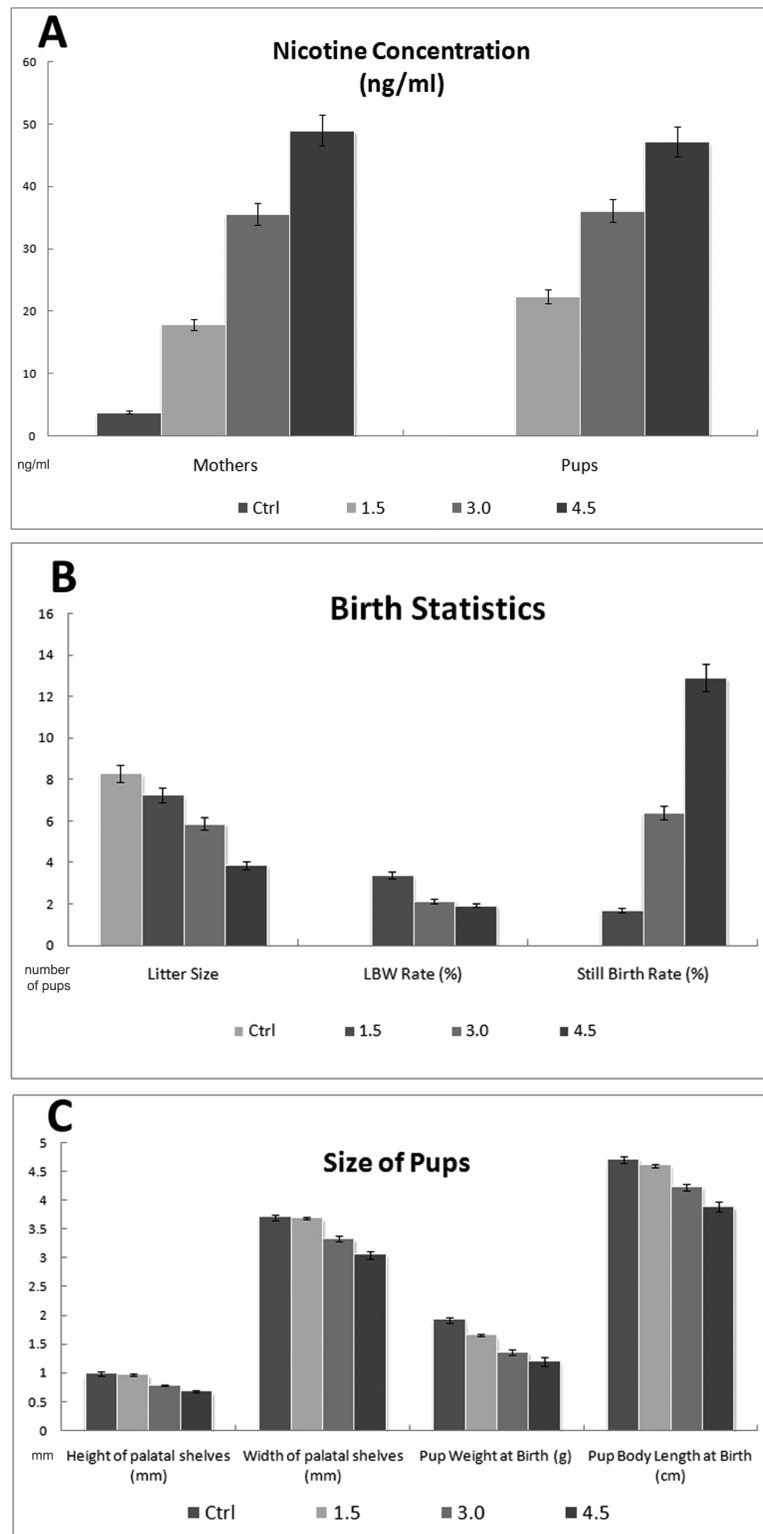 A
Nicotine Concentration
(ng/ml)
60
50
40
30
20
10
0
ng/ml
Mothers Pups
Ctrl 1.5 3.0 4.5
B
Birth Statistics
16
14
12
10
8
6
4
2
0
number
of pups
Litter Size LBW Rate (%) Still Birth Rate (%)
Ctrl 1.5 3.0 4.5
C
Size of Pups
5
4.5
4
3.5
3
2.5
2
1.5
1
0.5
0
mm
Height of palatal shelves
(mm)
Width of palatal shelves
(mm)
Pup Weight at Birth (g)
Pup Body Length at Birth
(cm)
Ctrl 1.5 3.0 4.5